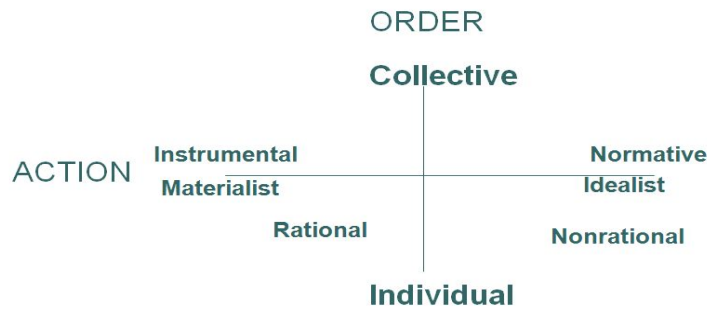 ORDER
Collective
Instrumental
Normative
ACTION
Materialist
Idealist
Rational
Nonrational
Individual